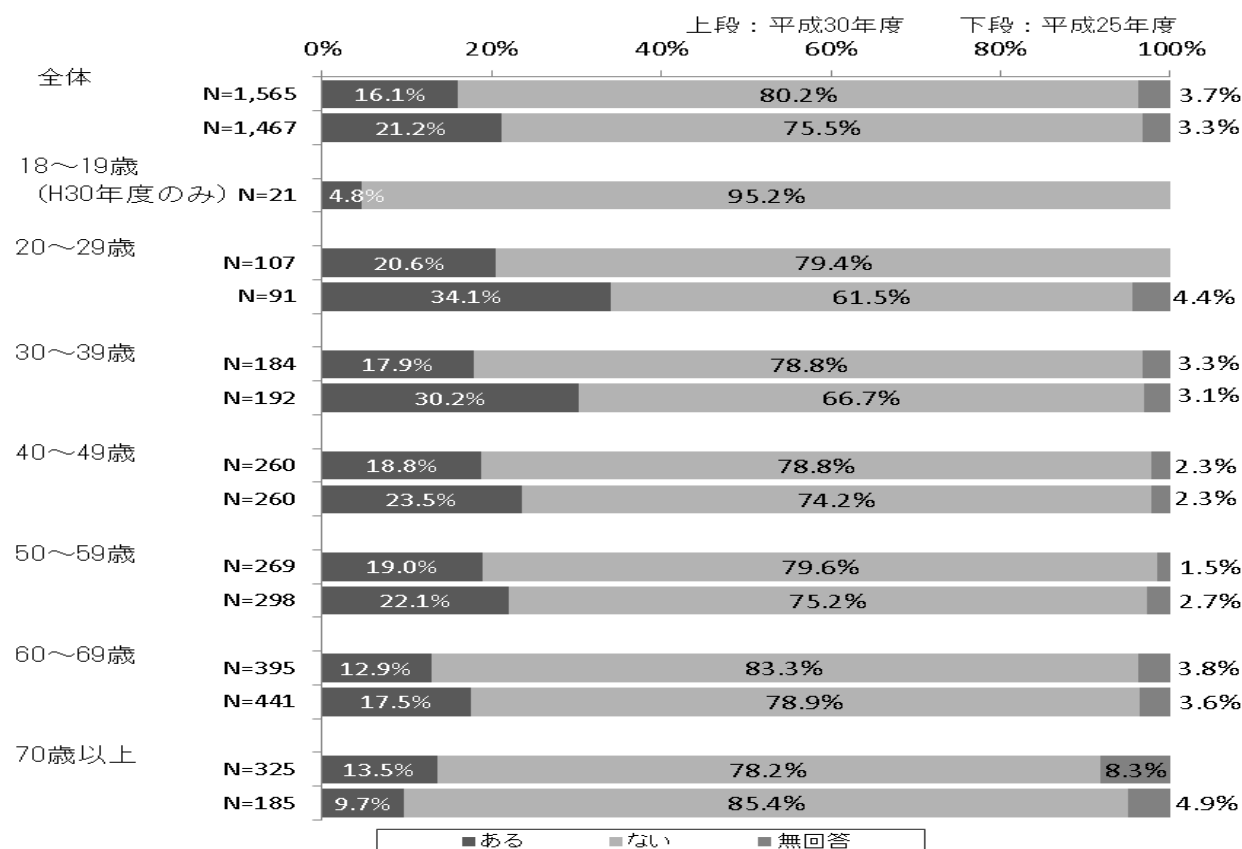 上段：平成30年度　下段：平成25年度
0% 20% 40% 60% 80% 100%
全体
N=1,565 16.1% 80.2% 3.7%
N=1,467 21.2% 75.5% 3.3%
18～19歳
（H30年度のみ） N=21 4.8% 95.2%
20～29歳
N=107 20.6% 79.4%
N=91 34.1% 61.5% 4.4%
30～39歳
N=184 17.9% 78.8% 3.3%
N=192 30.2% 66.7% 3.1%
40～49歳
N=260 18.8% 78.8% 2.3%
N=260 23.5% 74.2% 2.3%
50～59歳
N=269 19.0% 79.6% 1.5%
N=298 22.1% 75.2% 2.7%
60～69歳
N=395 12.9% 83.3% 3.8%
N=441 17.5% 78.9% 3.6%
70歳以上
N=325 13.5% 78.2% 8.3%
N=185 9.7% 85.4% 4.9%
■ある ■ない ■無回答